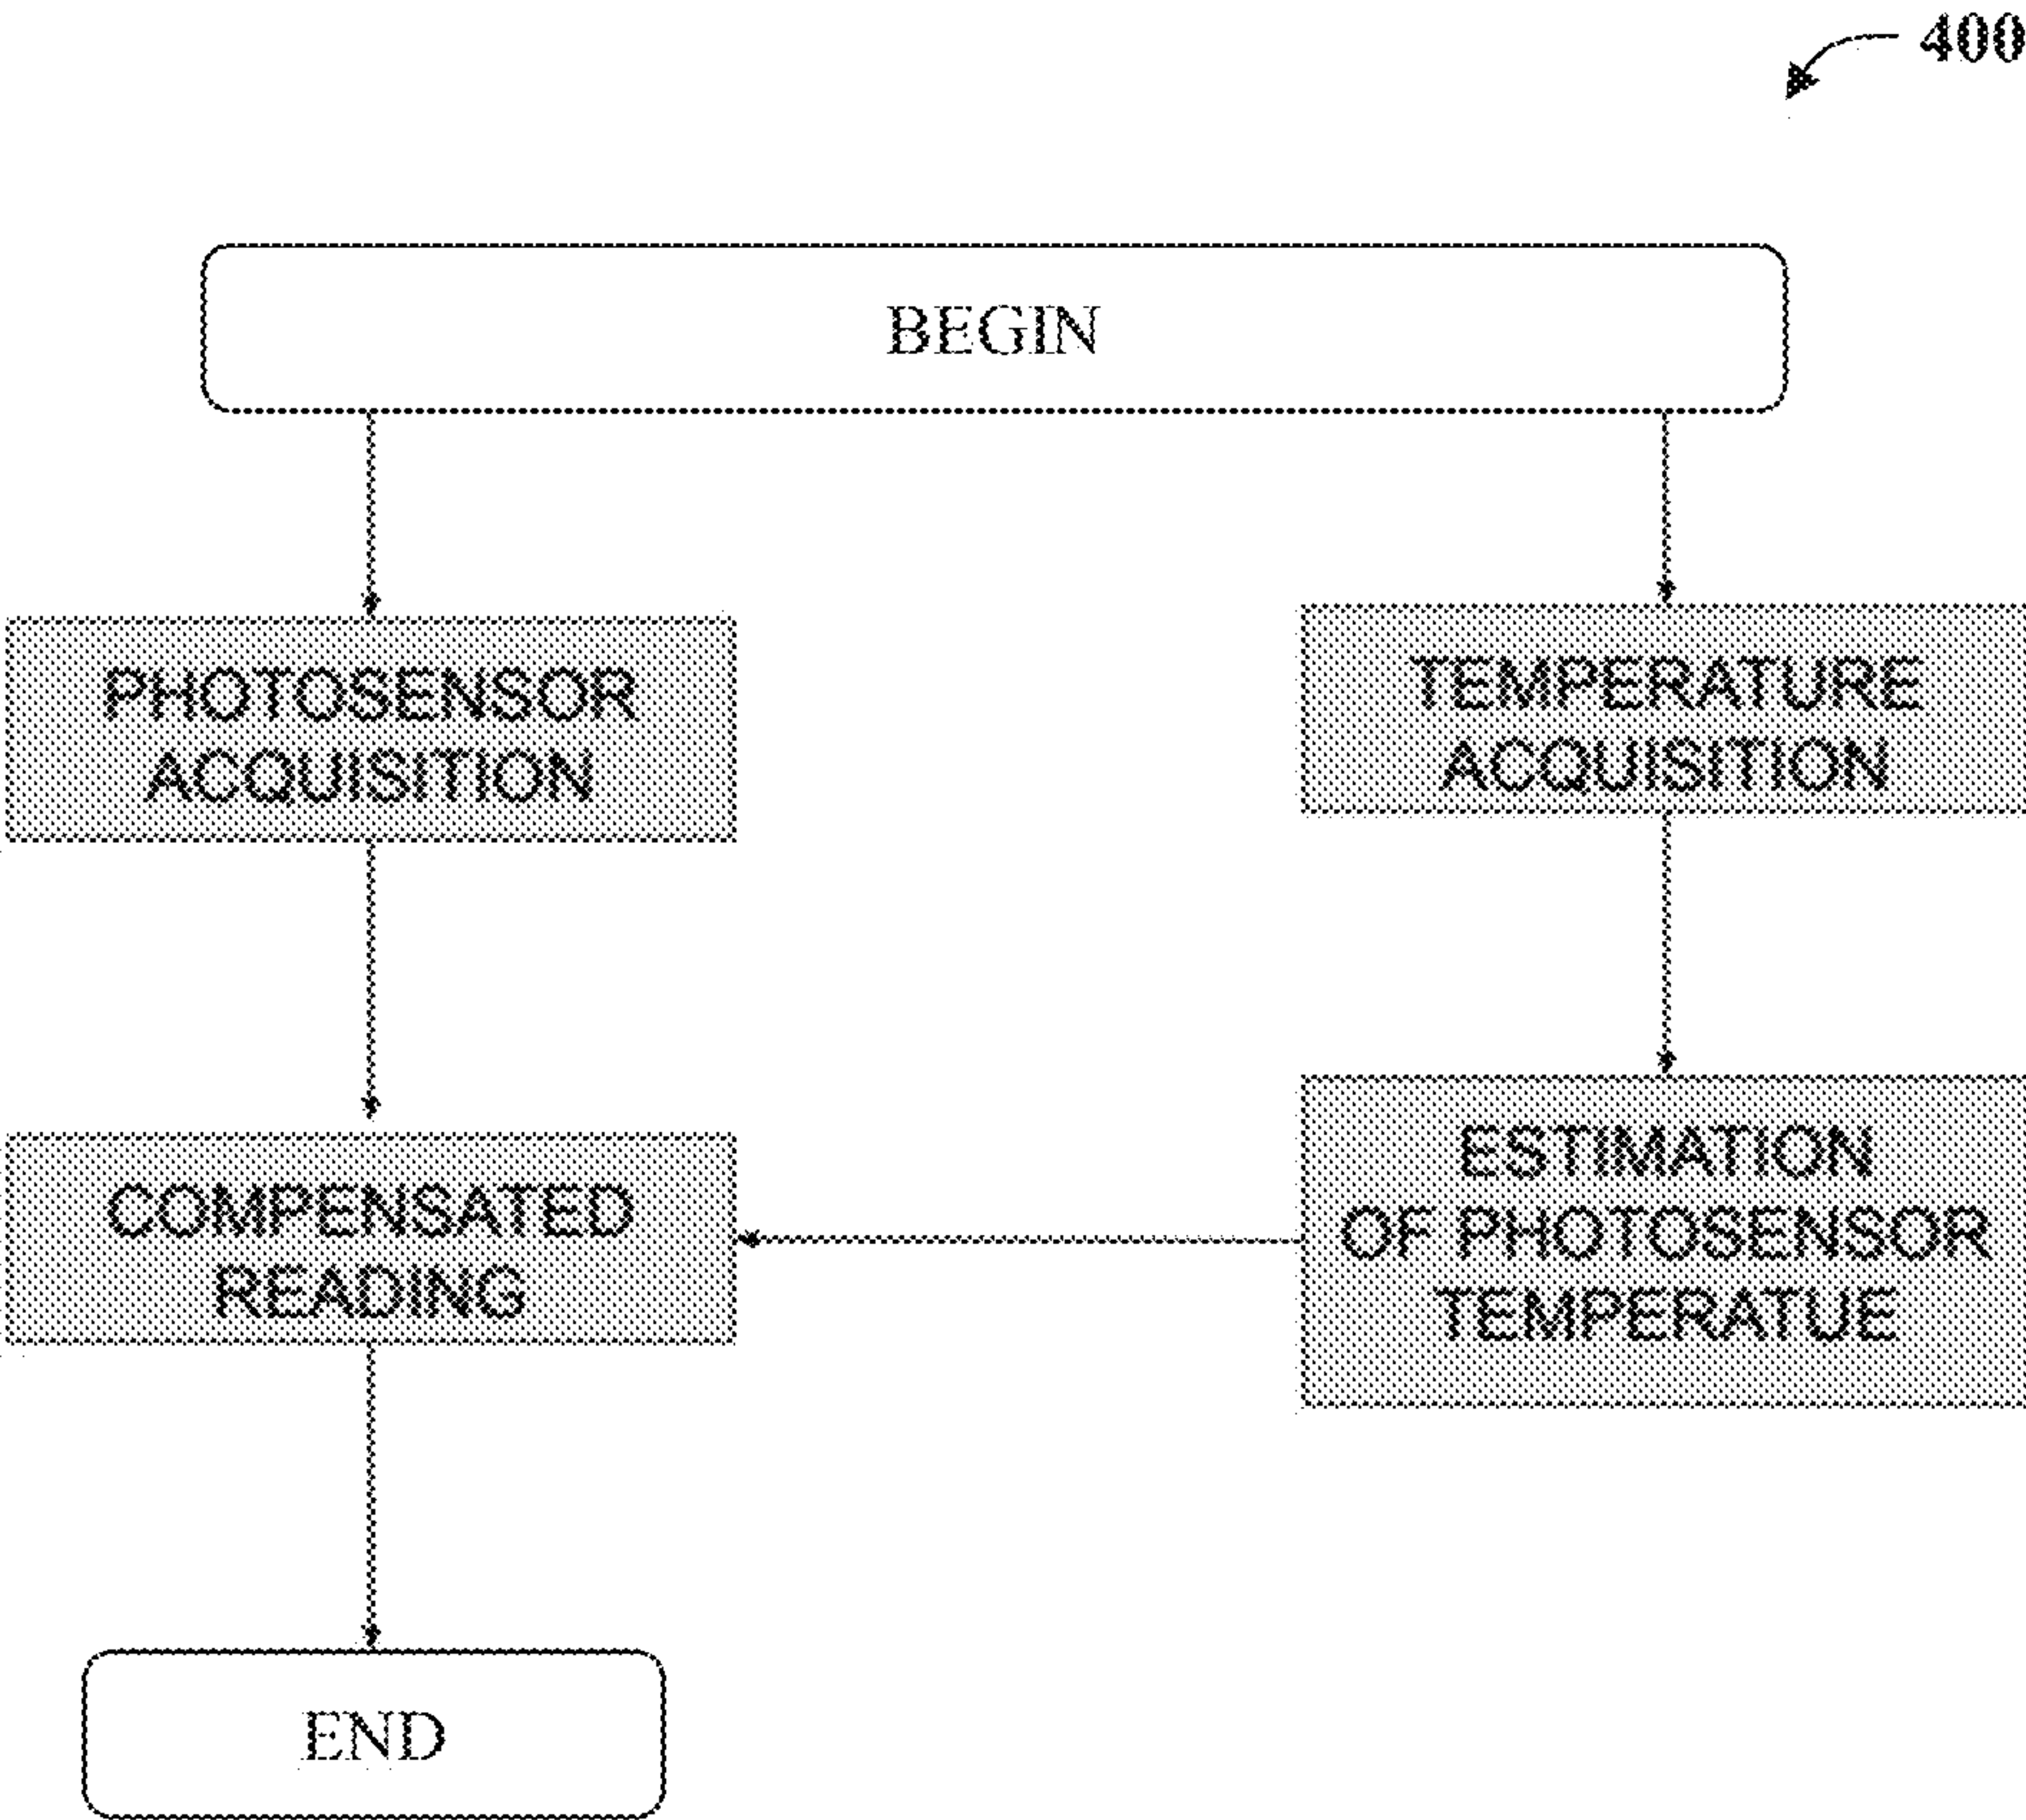 400
BEGIN
PHOTOSENSOR
ACQUISITION
TEMPERATURE
ACQUISITION
COMPENSATED
READING
ESTIMATION
OF PHOTOSENSOR
TEMPERATUE
END